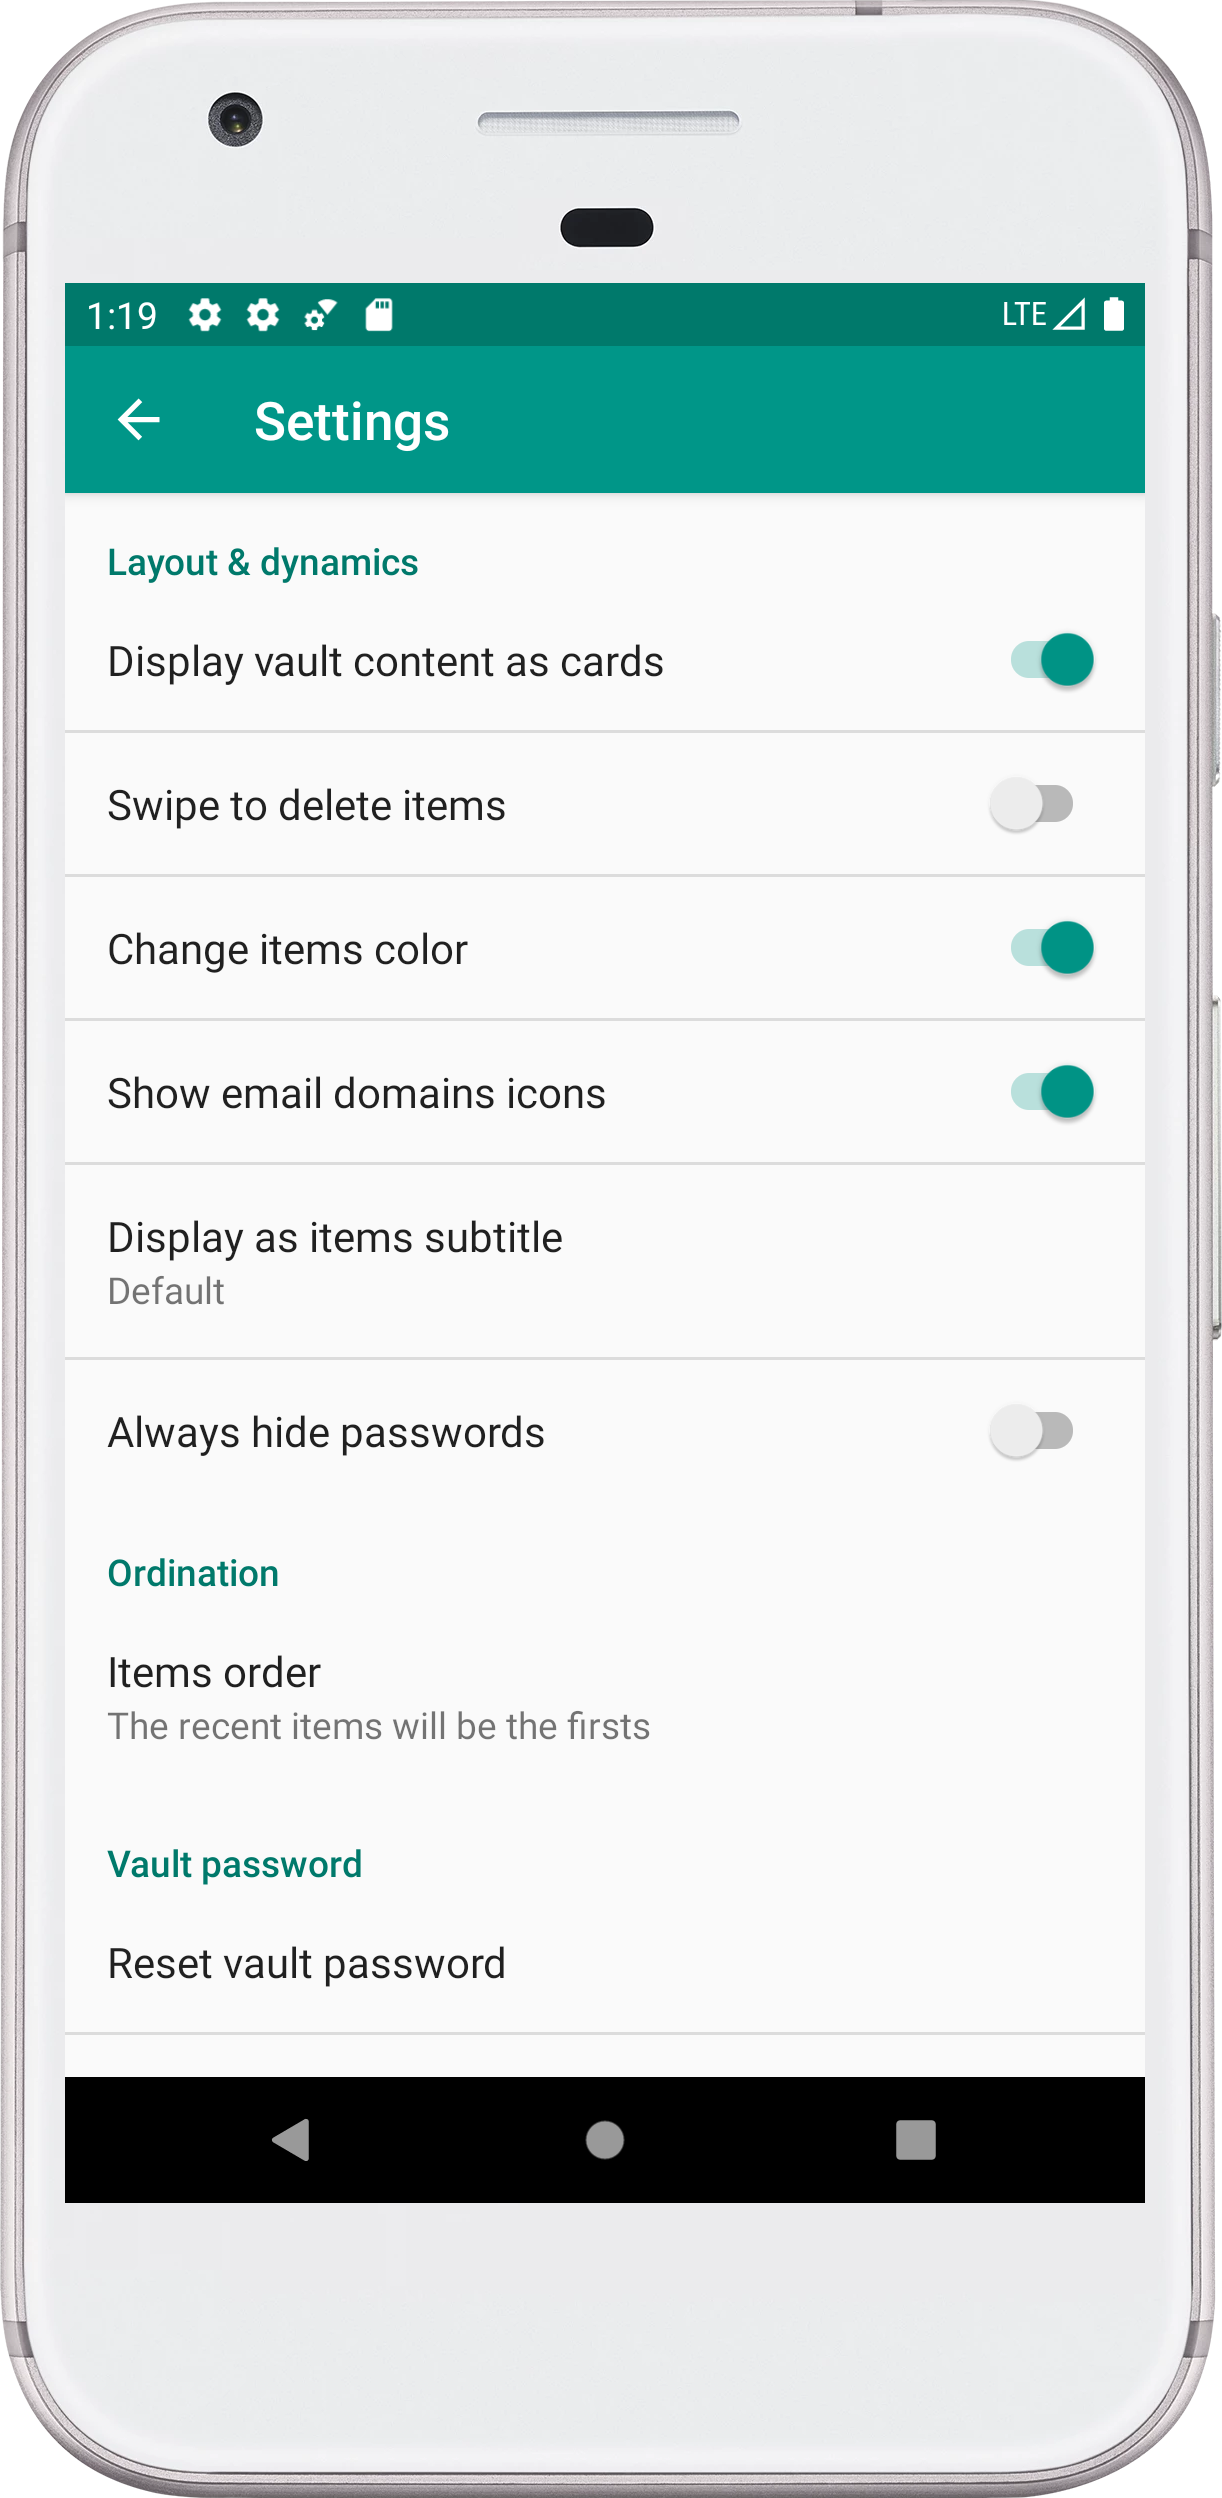 1:19
LTE
Settings
Layout & dynamics
Display vault content as cards
Swipe to delete items
Change items color
Show email domains icons
Display as items subtitle
Default
Always hide passwords
Ordination
Items order
The recent items will be the firsts
Vault password
Reset vault password